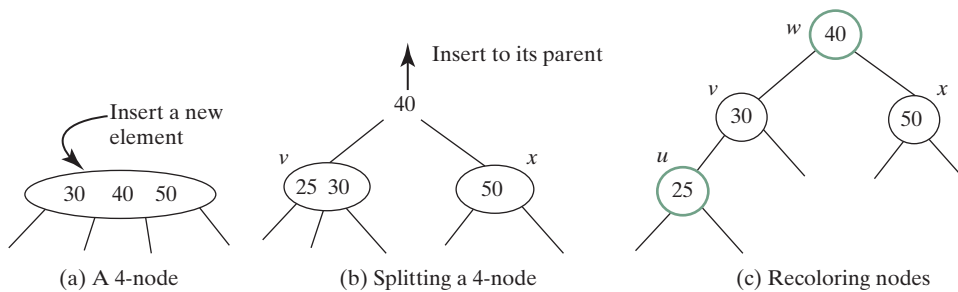 Insert a new
element
30 40 50
(a) A 4-node
Insert to its parent
40
v
x
25 30
50
(b) Splitting a 4-node
w
40
v
x
30
50
u
25
(c) Recoloring nodes